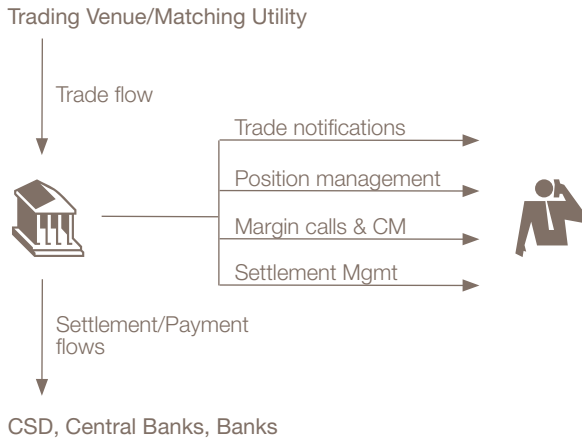 Trading Venue/Matching Utility
Trade flow
Trade notifications
Position management
Margin calls & CM
Settlement Mgmt
Settlement/Payment
flows
CSD, Central Banks, Banks